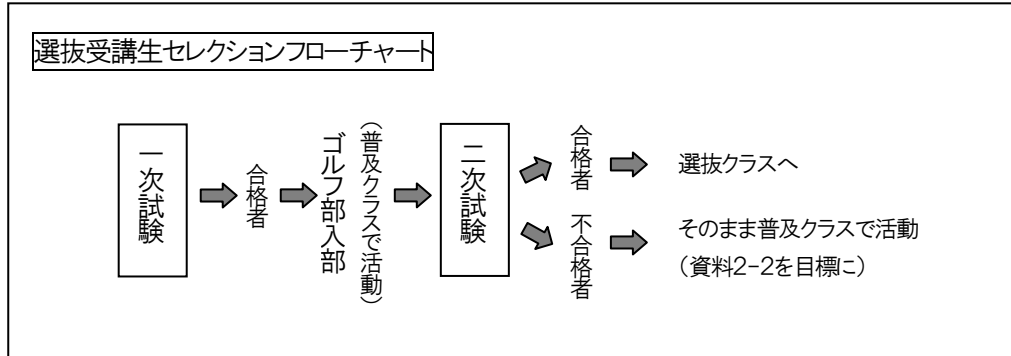 選抜受講生セレクションフローチャート
一次試験
合格者
ゴルフ部入部
（普及クラスで活動）
二次試験
合格者
選抜クラスへ
不合格者
そのまま普及クラスで活動
（資料2-2を目標に）